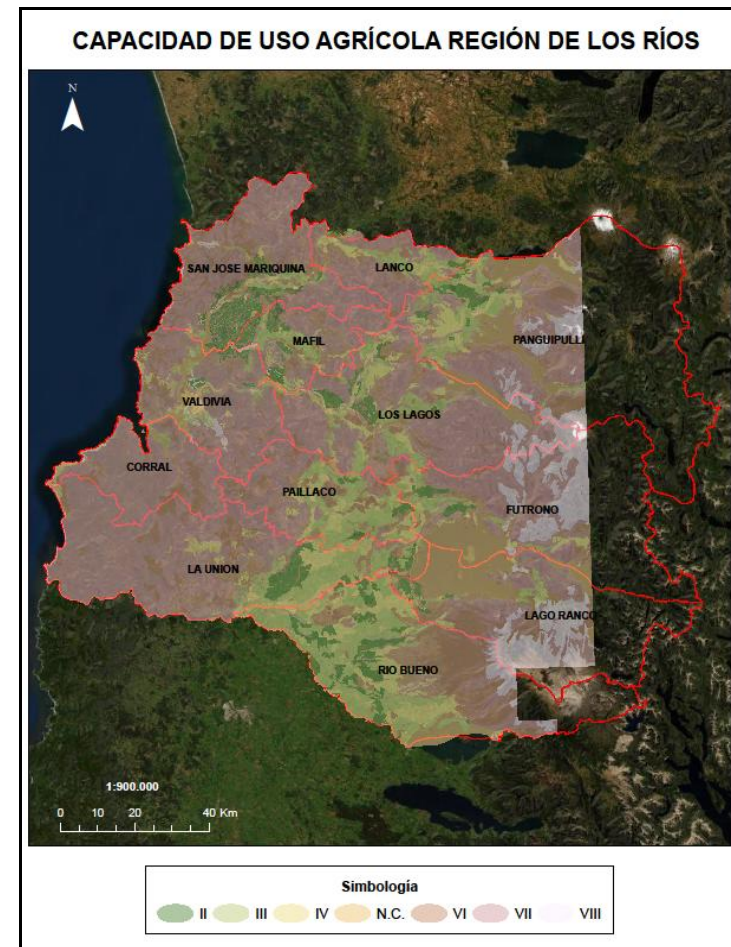 CAPACIDAD DE USO AGRÍCOLA REGIÓN DE LOS RÍOS
N
SAN JOSE MARIQUINA
LANCO
MAFIL
PANGUIPULLI
VALDIVIA
LOS LAGOS
CORRAL
PAILLACO
FUTRONO
LA UNION
LAGO RANCO
RIO BUENO
1:900.000
0 10 20 40 Km
Simbología
II III IV N.C. VI VII VIII